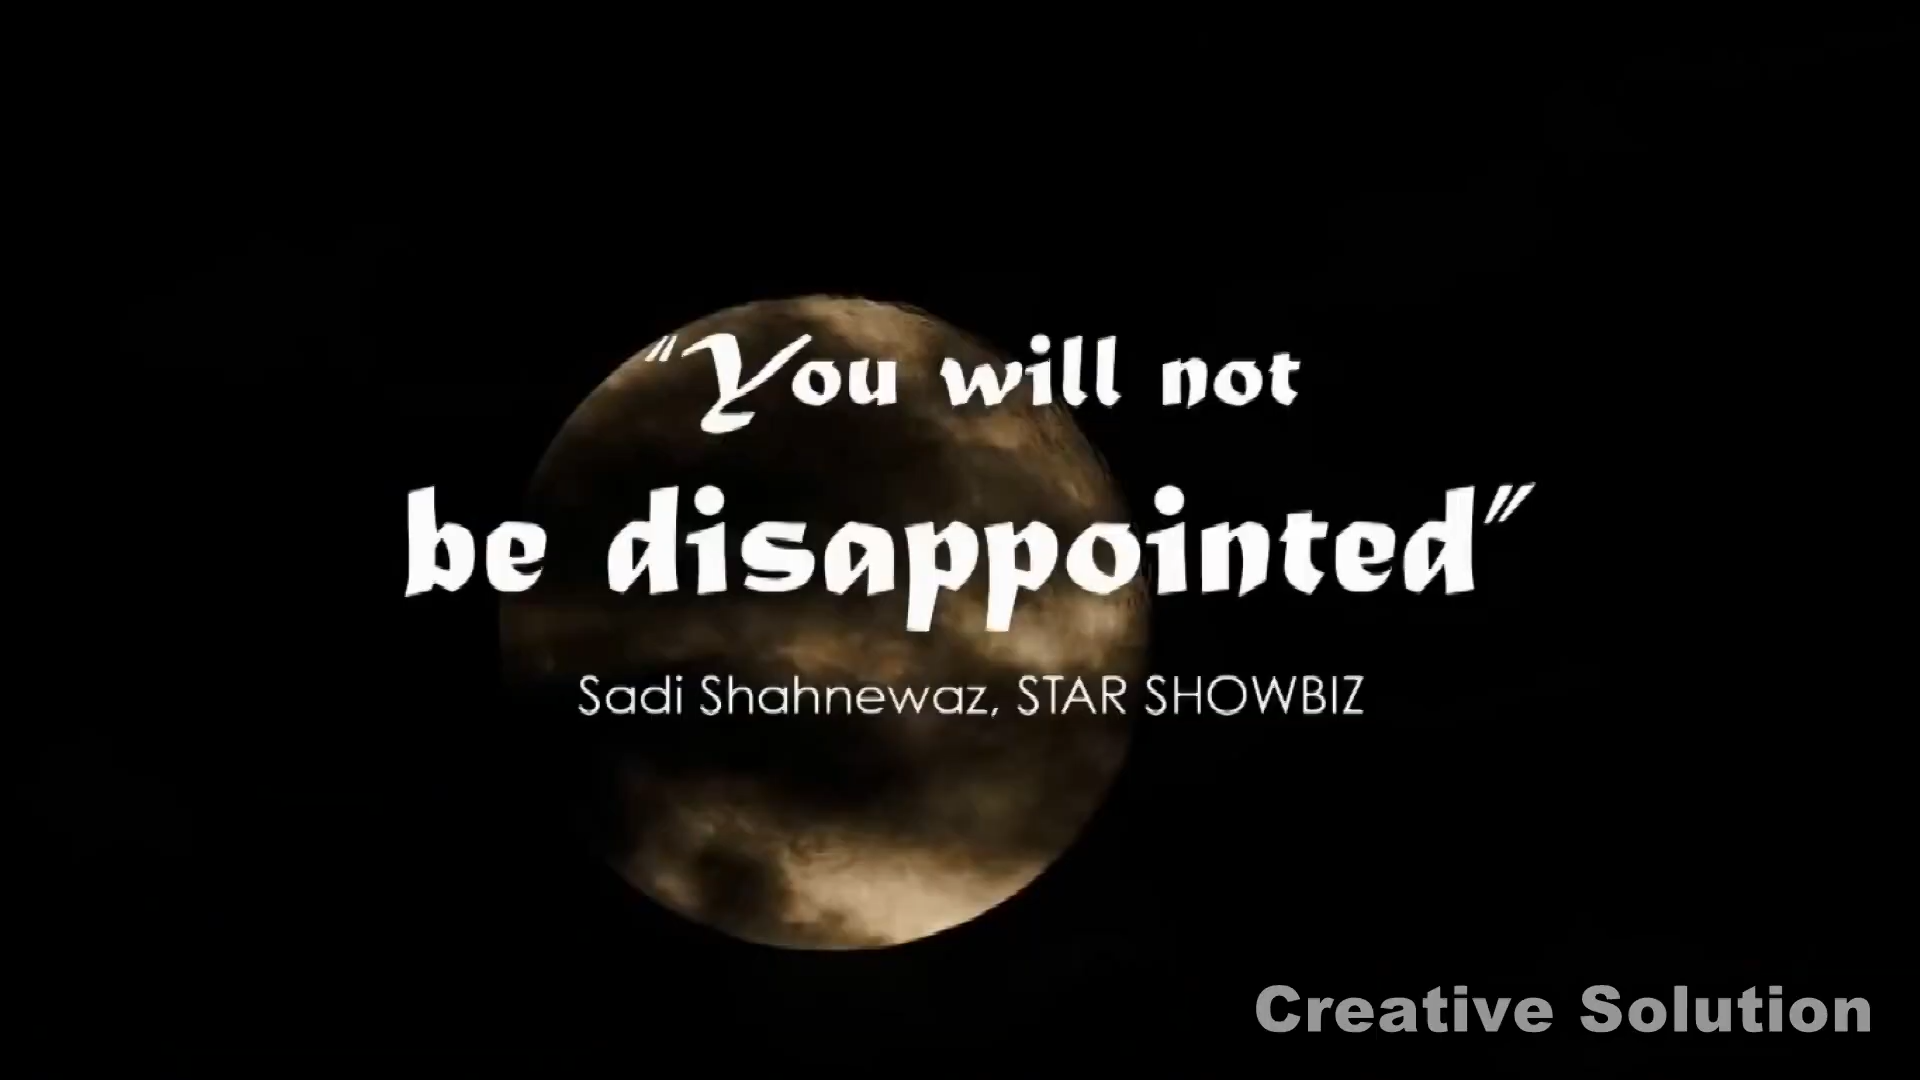 "You will not
be disappointed"
Sadi Shahnewaz, STAR SHOWBIZ
Creative Solution